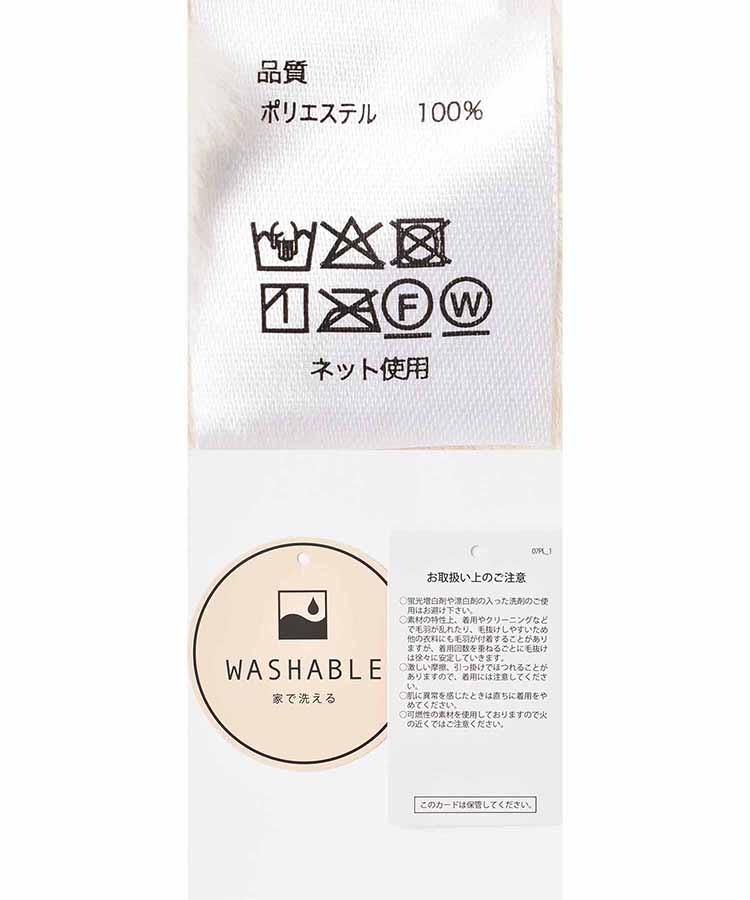 品質
ポリエステル 100%
F W
ネット使用
WASHABLE
家で洗える
07PL_1
お取扱い上のご注意
○蛍光増白剤や漂白剤の入った洗剤のご使
用はお避け下さい。
○素材の特性上、着用やクリーニングなど
で毛羽が乱れたり、毛抜けしやすいため
他の衣料にも毛羽が付着することがあり
ますが、着用回数を重ねるごとに毛抜け
は徐々に安定していきます。
○激しい摩擦、引っ掛けでほつれることが
ありますので、着用には注意してくださ
い。
○肌に異常を感じたときは直ちに着用をや
めてください。
○可燃性の素材を使用しておりますので火
の近くではご注意ください。
このカードは保管してください。